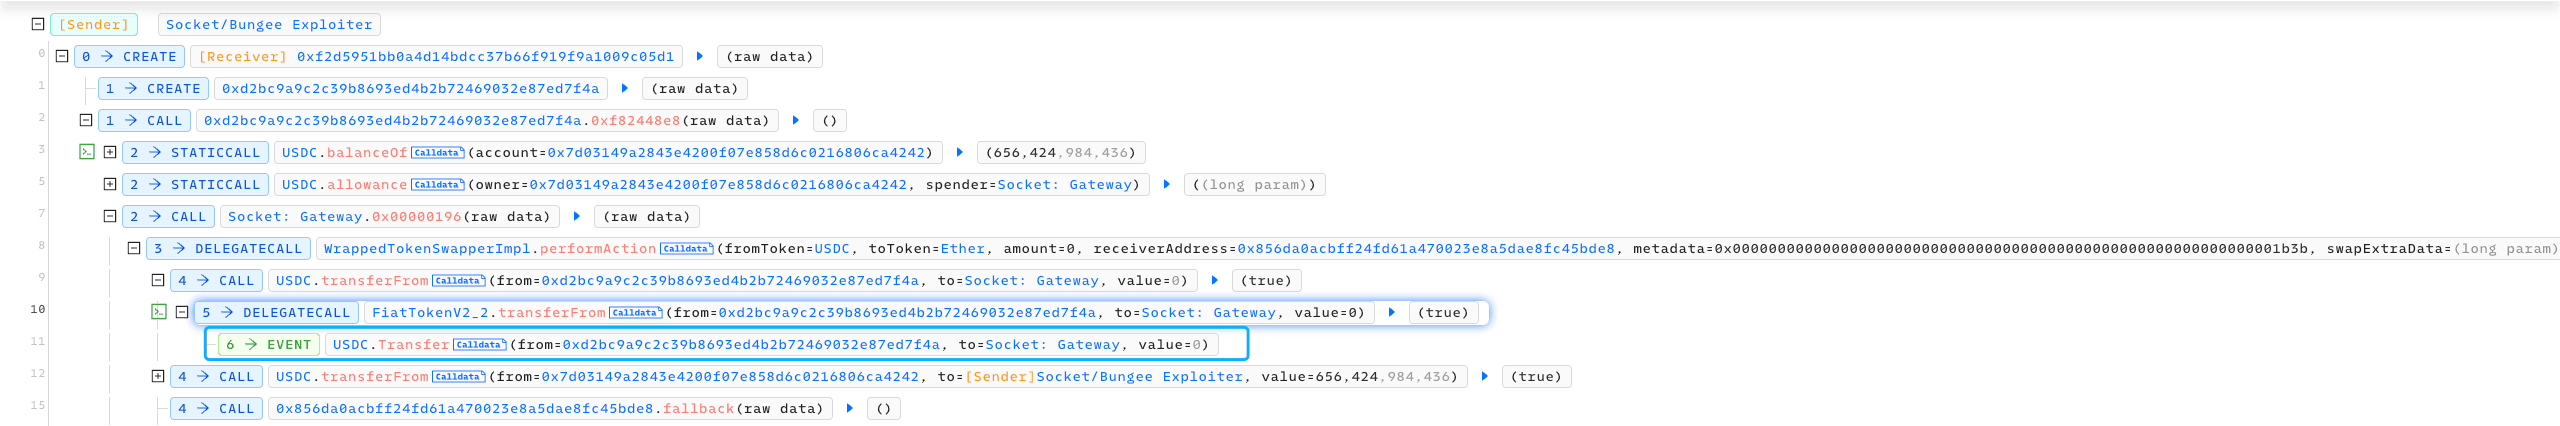 [Sender] Socket/Bungee Exploiter
0 0 → CREATE [Receiver] 0xf2d5951bb0a4d14bdcc37b66f919f9a1009c05d1 (raw data)
1 1 → CREATE 0xd2bc9a9c2c39b8693ed4b2b72469032e87ed7f4a (raw data)
2 1 → CALL 0xd2bc9a9c2c39b8693ed4b2b72469032e87ed7f4a.0xf82448e8(raw data) ()
3 2 → STATICCALL USDC.balanceOf Calldata (account=0x7d03149a2843e4200f07e858d6c0216806ca4242) (656,424,984,436)
5 2 → STATICCALL USDC.allowance Calldata (owner=0x7d03149a2843e4200f07e858d6c0216806ca4242, spender=Socket: Gateway) ((long param))
7 2 → CALL Socket: Gateway.0x00000196(raw data) (raw data)
8 3 → DELEGATECALL WrappedTokenSwapperImpl.performAction Calldata (fromToken=USDC, toToken=Ether, amount=0, receiverAddress=0x856da0acbff24fd61a470023e8a5dae8fc45bde8, metadata=0x0000000000000000000000000000000000000000000000000000000000001b3b, swapExtraData=(long param)
9 4 → CALL USDC.transferFrom Calldata (from=0xd2bc9a9c2c39b8693ed4b2b72469032e87ed7f4a, to=Socket: Gateway, value=0) (true)
10 5 → DELEGATECALL FiatTokenV2_2.transferFrom Calldata (from=0xd2bc9a9c2c39b8693ed4b2b72469032e87ed7f4a, to=Socket: Gateway, value=0) (true)
11 6 → EVENT USDC.Transfer Calldata (from=0xd2bc9a9c2c39b8693ed4b2b72469032e87ed7f4a, to=Socket: Gateway, value=0)
12 4 → CALL USDC.transferFrom Calldata (from=0x7d03149a2843e4200f07e858d6c0216806ca4242, to=[Sender]Socket/Bungee Exploiter, value=656,424,984,436) (true)
15 4 → CALL 0x856da0acbff24fd61a470023e8a5dae8fc45bde8.fallback(raw data) ()